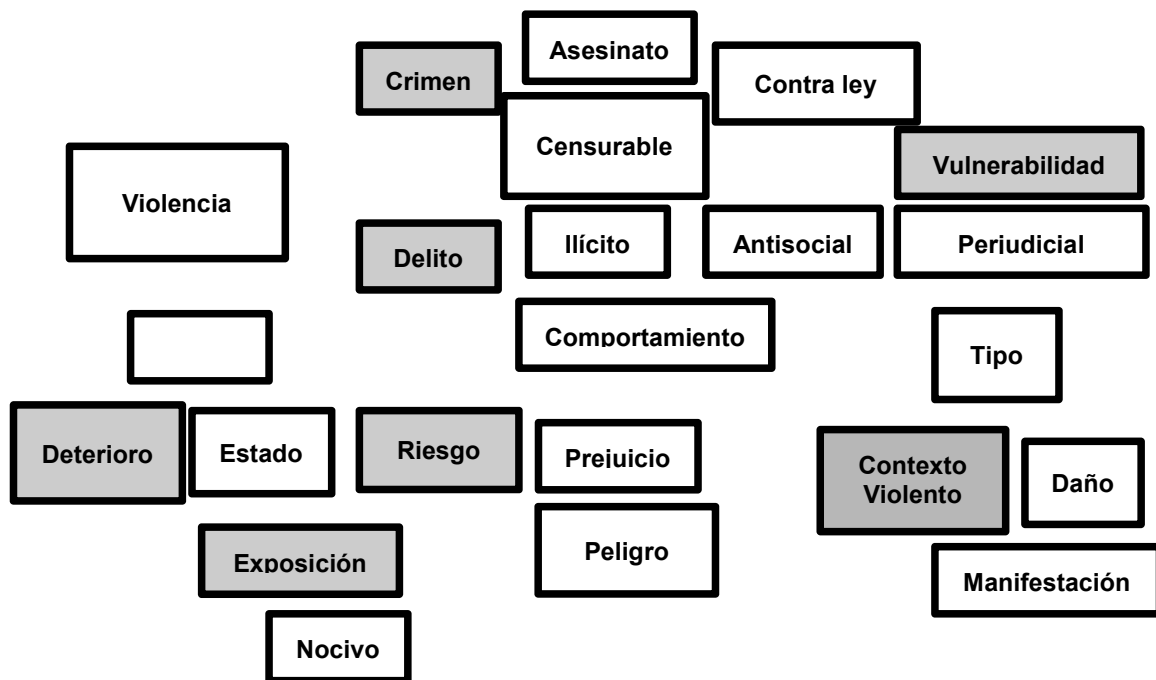 Asesinato
Crimen
Contra ley
Censurable
Vulnerabilidad
Violencia
Ilícito
Antisocial
Perjudicial
Delito
Comportamiento
Tipo
Deterioro
Estado
Riesgo
Prejuicio
Contexto
Violento
Daño
Peligro
Exposición
Manifestación
Nocivo